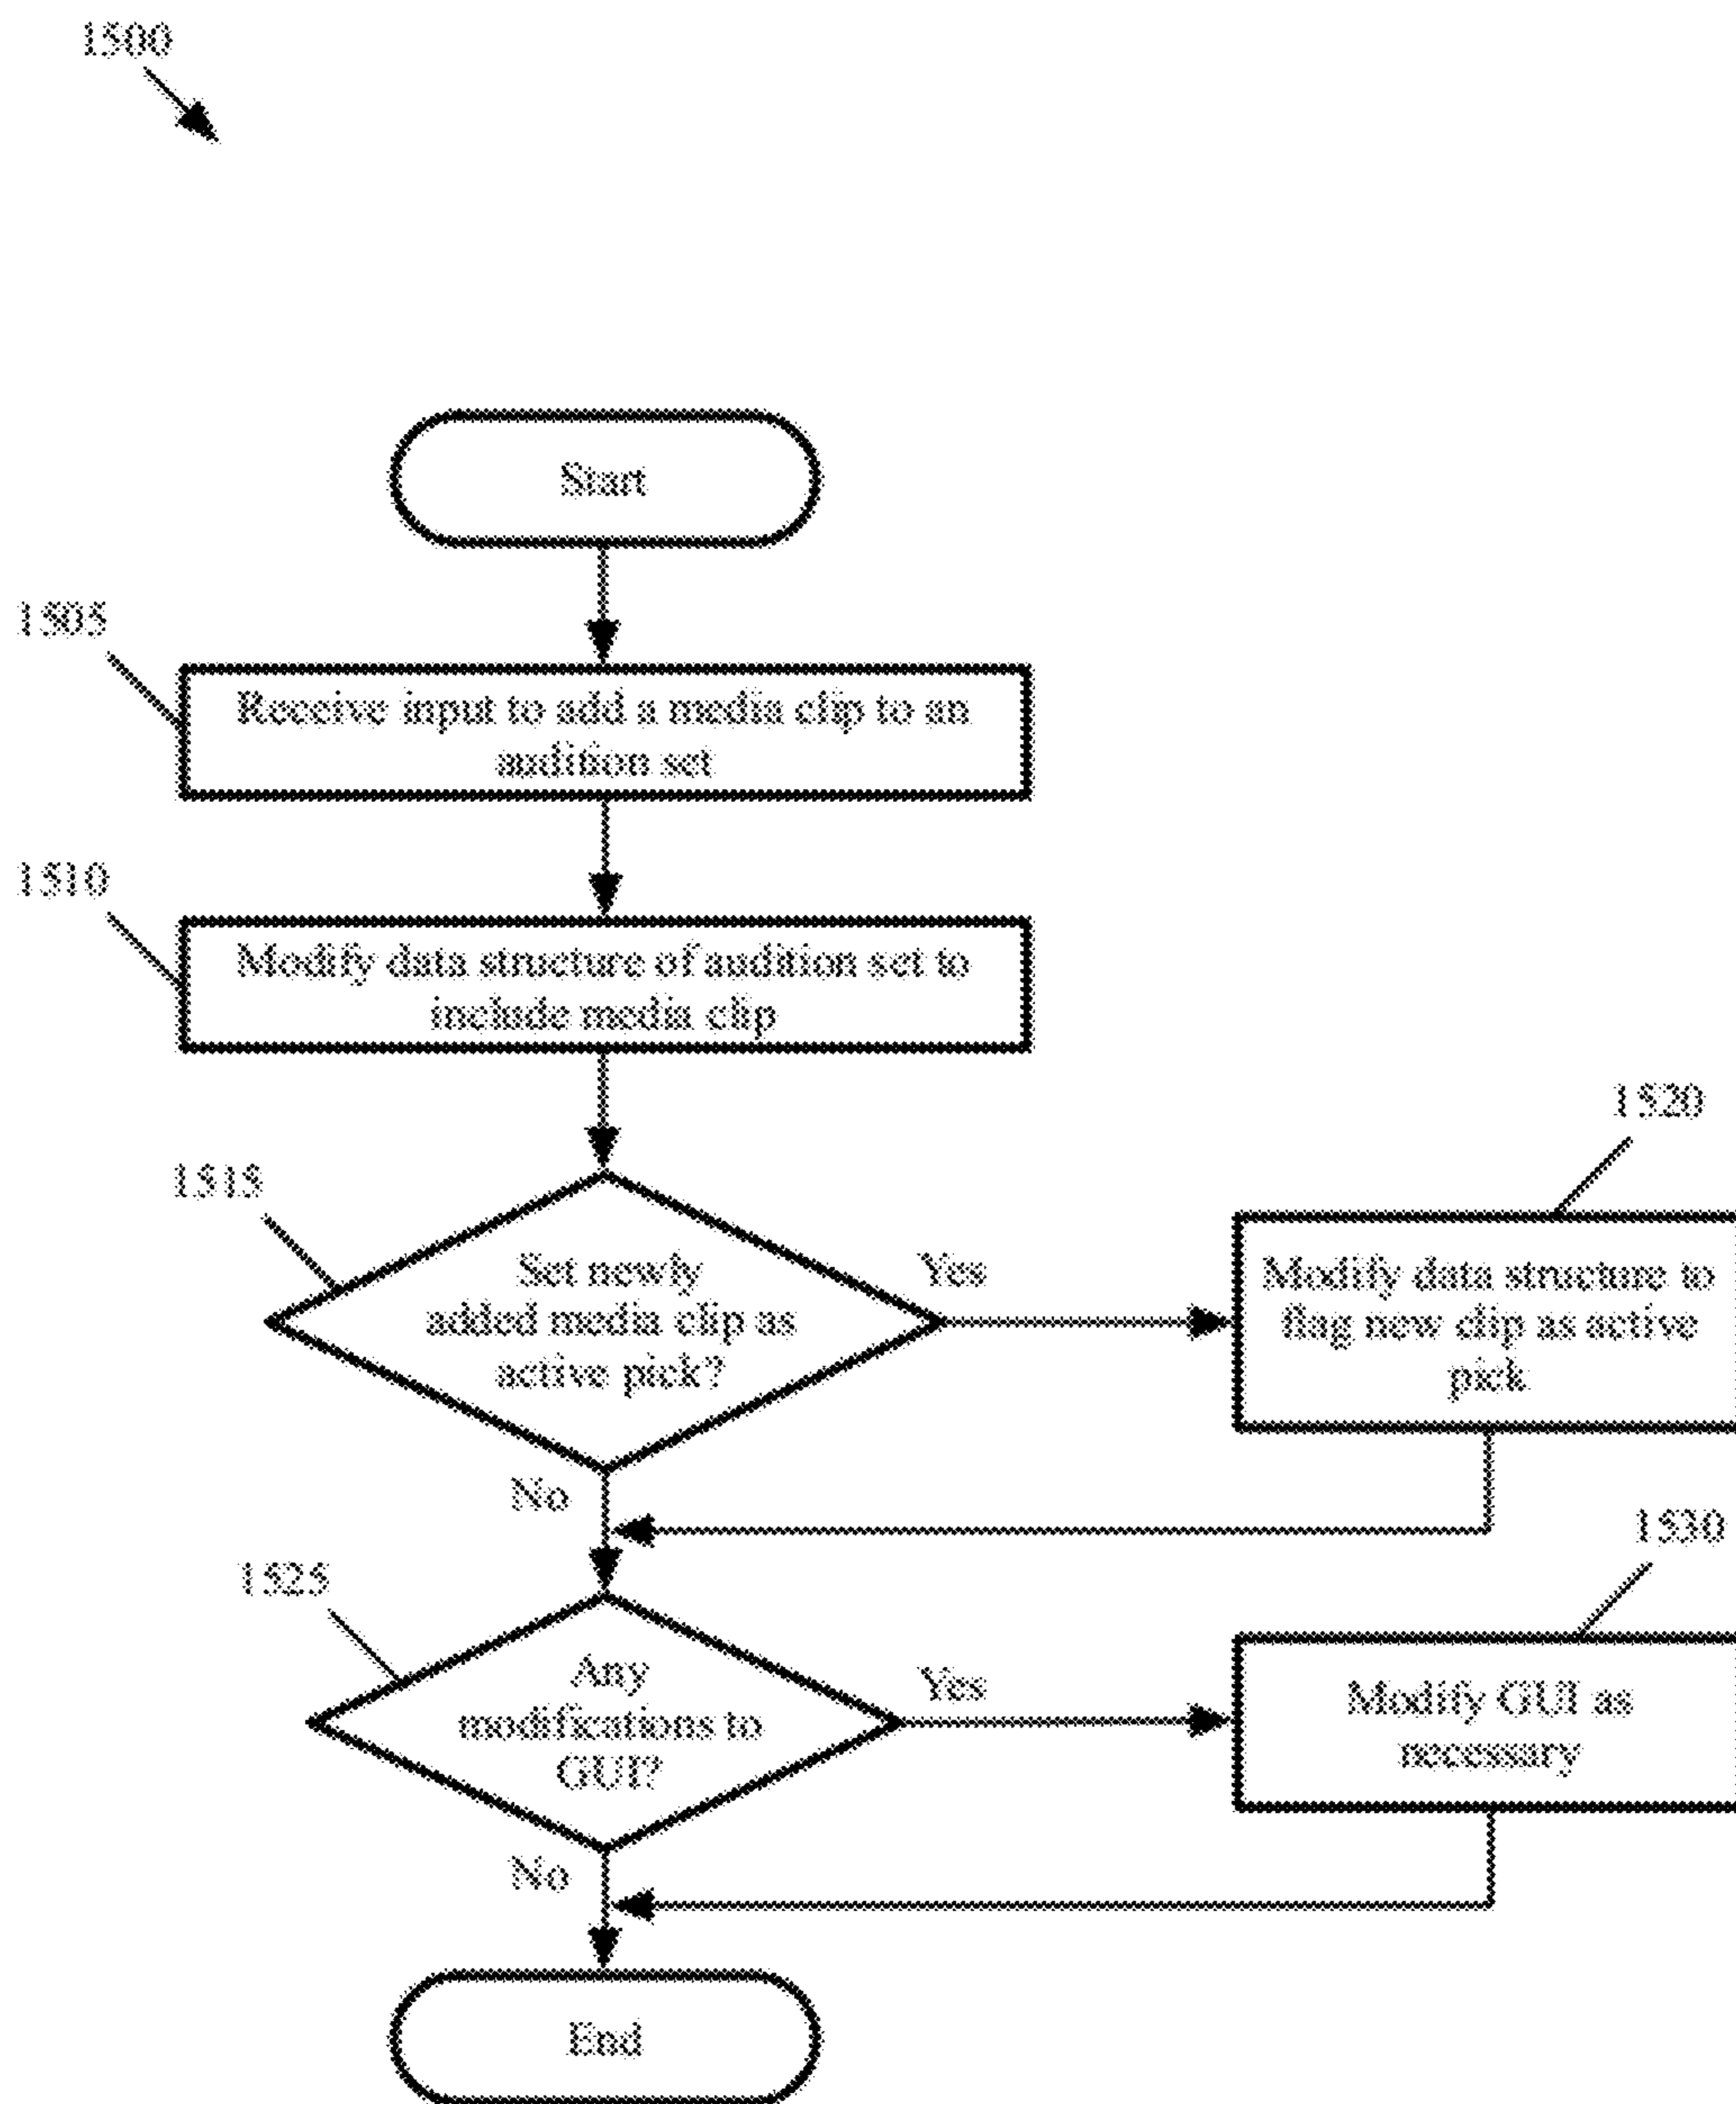 1500
Start
1505
Receive input to add a media clip to an
audition set
1510
Modify data structure of audition set to
include media clip
1515
Set newly
added media clip as
active pick?
Yes
1520
Modify data structure to
flag new clip as active
pick
No
1525
Any
modifications to
GUI?
Yes
1530
Modify GUI as
necessary
No
End